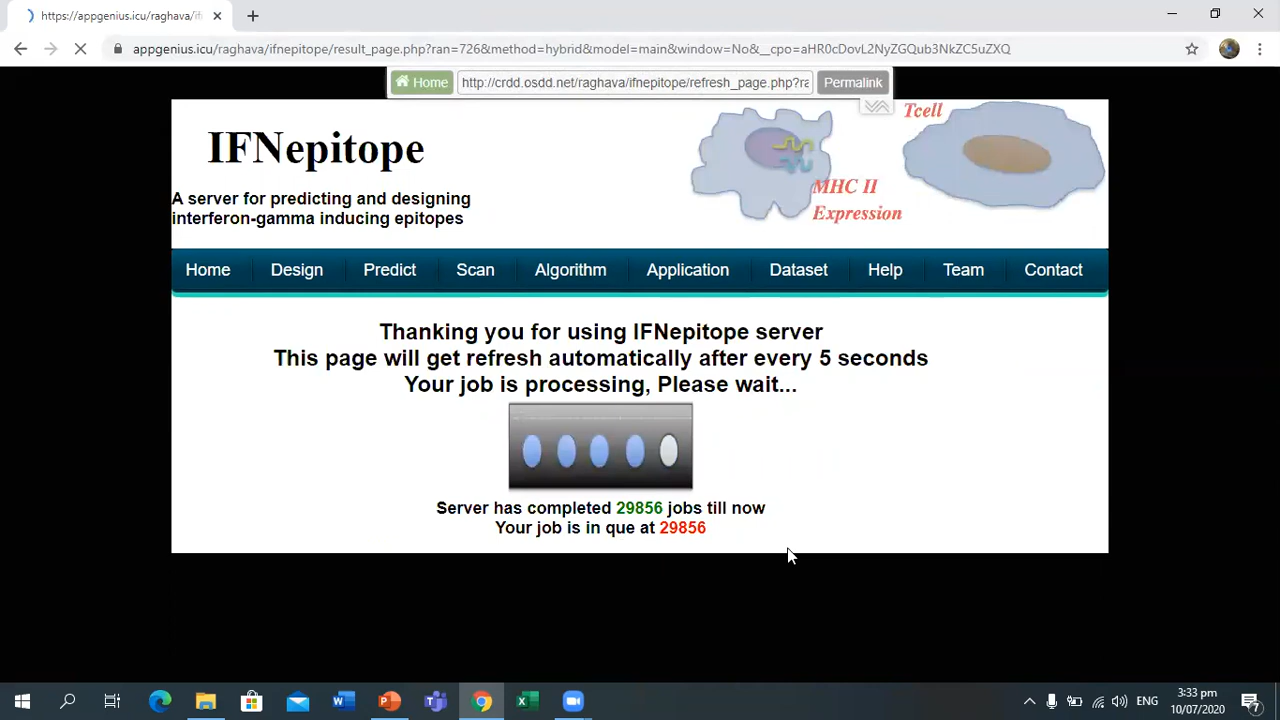 https://appgenius.icu/raghava/ifn
appgenius.icu/raghava/ifnepitope/result_page.php?ran=726&method=hybrid&model=main&window=No&__cpo=aHR0cDovL2NyZGQub3NkZC5uZXQ
Home http://crdd.osdd.net/raghava/ifnepitope/refresh_page.php?ra Permalink
IFNepitope
A server for predicting and designing
interferon-gamma inducing epitopes
Tcell
MHC II
Expression
Home Design Predict Scan Algorithm Application Dataset Help Team Contact
Thanking you for using IFNepitope server
This page will get refresh automatically after every 5 seconds
Your job is processing, Please wait...
Server has completed 29856 jobs till now
Your job is in que at 29856
ENG
3:33 pm
10/07/2020
7